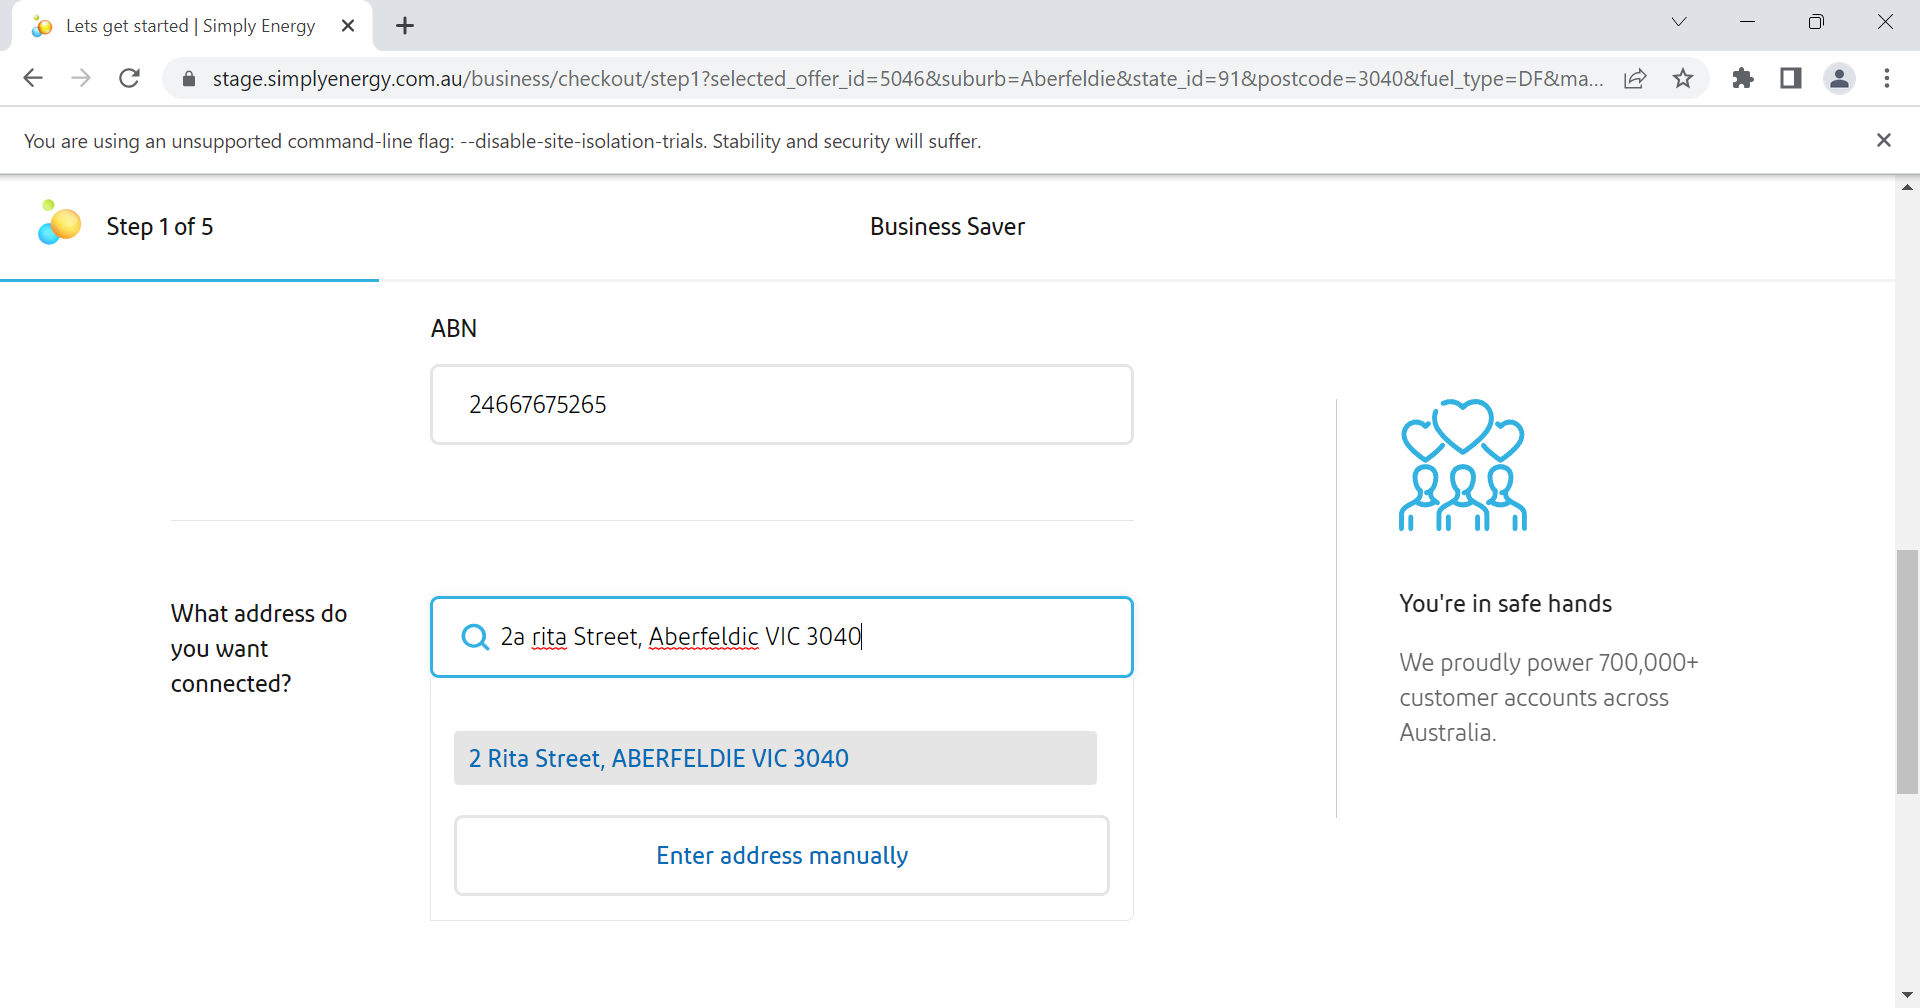 Lets get started | Simply Energy
stage.simplyenergy.com.au/business/checkout/step1?selected_offer_id=5046&suburb=Aberfeldie&state_id=91&postcode=3040&fuel_type=DF&ma...
You are using an unsupported command-line flag: --disable-site-isolation-trials. Stability and security will suffer.
Step 1 of 5
Business Saver
ABN
24667675265
What address do
you want
connected?
2a rita Street, Aberfeldic VIC 3040
2 Rita Street, ABERFELDIE VIC 3040
Enter address manually
You're in safe hands
We proudly power 700,000+
customer accounts across
Australia.